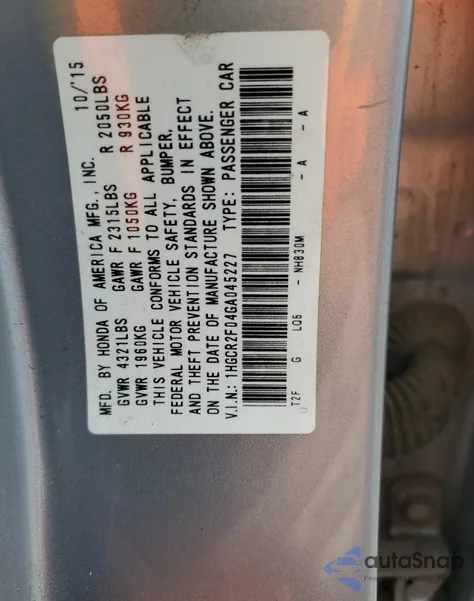 MFD. BY HONDA OF AMERICA MFG., INC. 10/'15
GVWR 4321LBS GAWR F 2315LBS R 2050LBS
GVWR 1960KG GAWR F 1050KG R 930KG
THIS VEHICLE CONFORMS TO ALL APPLICABLE
FEDERAL MOTOR VEHICLE SAFETY, BUMPER,
AND THEFT PREVENTION STANDARDS IN EFFECT
ON THE DATE OF MANUFACTURE SHOWN ABOVE.
V.I.N.: 1HGCR2F04GA045227 TYPE: PASSENGER CAR
T2F G LQ6 - NH830M - A - A
autoSnap